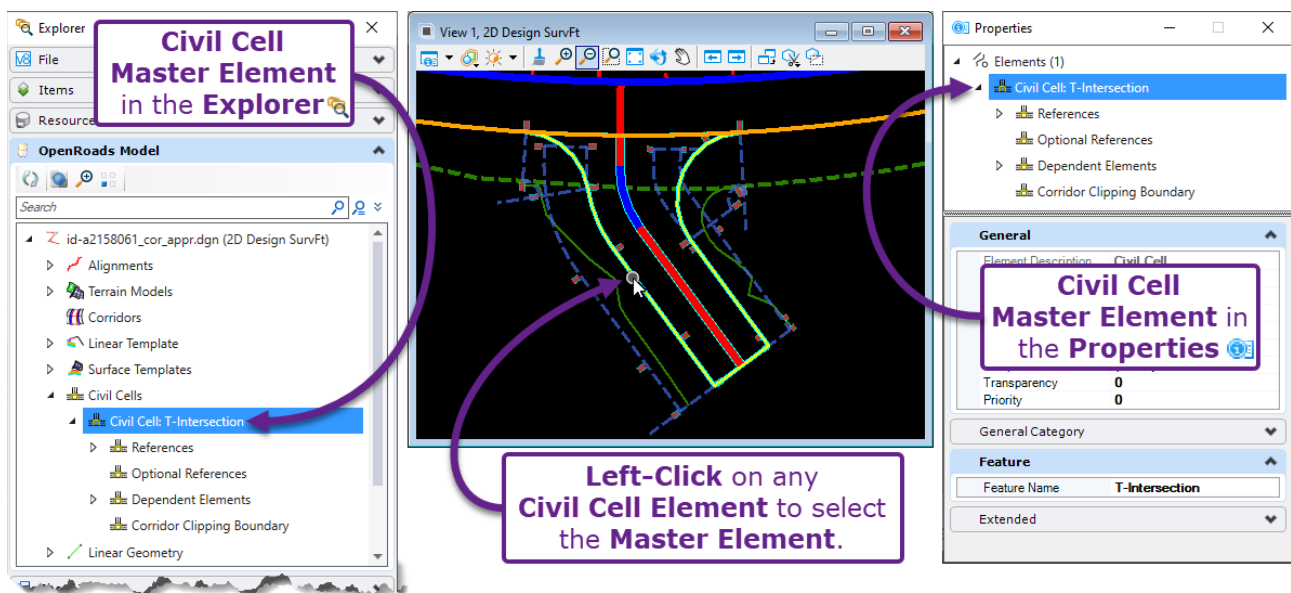 Explorer
Civil Cell
Master Element
in the Explorer
File
Items
Resource
OpenRoads Model
Search
id-a2158061_cor_appr.dgn (2D Design SurvFt)
Alignments
Terrain Models
Corridors
Linear Template
Surface Templates
Civil Cells
Civil Cell: T-Intersection
References
Optional References
Dependent Elements
Corridor Clipping Boundary
Linear Geometry
View 1, 2D Design SurvFt
Left-Click on any
Civil Cell Element to select
the Master Element.
Properties
Elements (1)
Civil Cell: T-Intersection
References
Optional References
Dependent Elements
Corridor Clipping Boundary
General
Element Description Civil Cell
Civil Cell
Master Element in
the Properties
Transparency 0
Priority 0
General Category
Feature
Feature Name T-Intersection
Extended